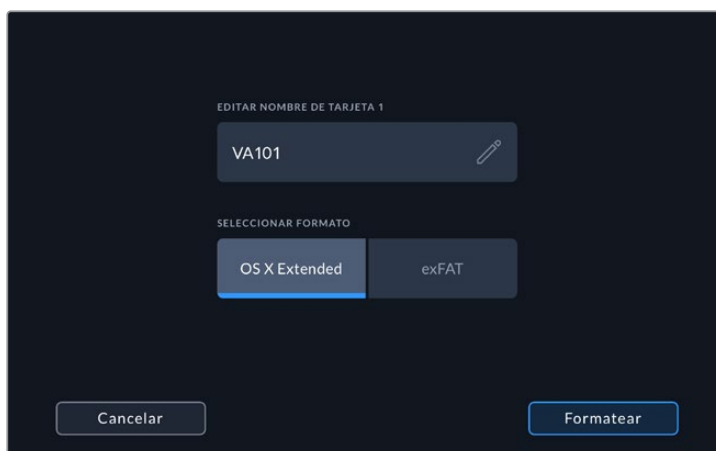 EDITAR NOMBRE DE TARJETA 1
VA101
SELECCIONAR FORMATO
OS X Extended exFAT
Cancelar Formatear